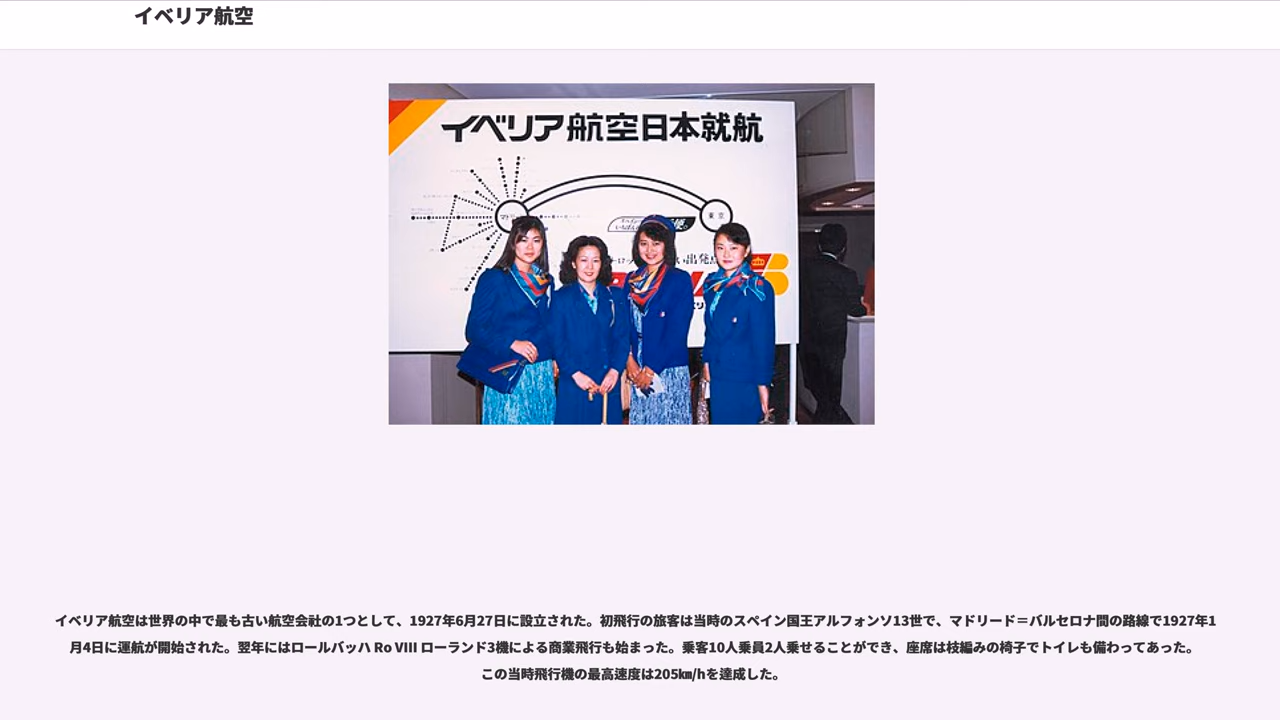 イベリア航空
イベリア航空日本就航
東京
い出発
イベリア航空は世界の中で最も古い航空会社の1つとして、1927年6月27日に設立された。初飛行の旅客は当時のスペイン国王アルフォンソ13世で、マドリード＝バルセロナ間の路線で1927年1
月4日に運航が開始された。翌年にはロールバッハ Ro VIII ローランド3機による商業飛行も始まった。乗客10人乗員2人乗せることができ、座席は枝編みの椅子でトイレも備わってあった。
この当時飛行機の最高速度は205㎞/hを達成した。